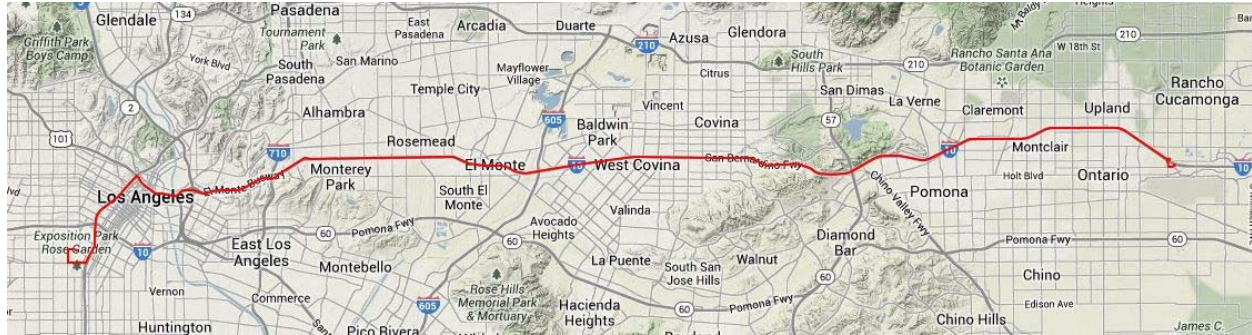 Glendale
134
Pasadena
Tournament
Park
East
Pasadena
Arcadia
Duarte
Azusa
Glendora
210
Heights
W 18th St
210
Griffith Park
Boys Camp
York Blvd
South
Pasadena
San Marino
Mayflower
Village
Citrus
South
Hills Park
210
Rancho Santa Ana
Botanic Garden
Rancho
Cucamonga
2
Temple City
Vincent
San Dimas
La Verne
Claremont
Upland
101
Alhambra
605
Baldwin
Park
Covina
57
710
Rosemead
Montclair
El Monte
10
West Covina
San Bernardino Fwy
10
Monterey
Park
El Monte Busway
Holt Blvd
Ontario
10
Los Angeles
South El
Monte
Valinda
Chino Valley Fwy
Pomona
Exposition Park
Rose Garden
10
East Los
Angeles
60
Pomona Fwy
Avocado
Heights
60
Diamond
Bar
Pomona Fwy
60
Montebello
La Puente
South San
Jose Hills
Walnut
60
Chino
Vernon
Commerce
605
Rose Hills
Memorial Park
& Mortuary
Hacienda
Heights
60
Pomona Fwy
Edison Ave
Huntington
Pico Rivera
Chino Hills
James C.